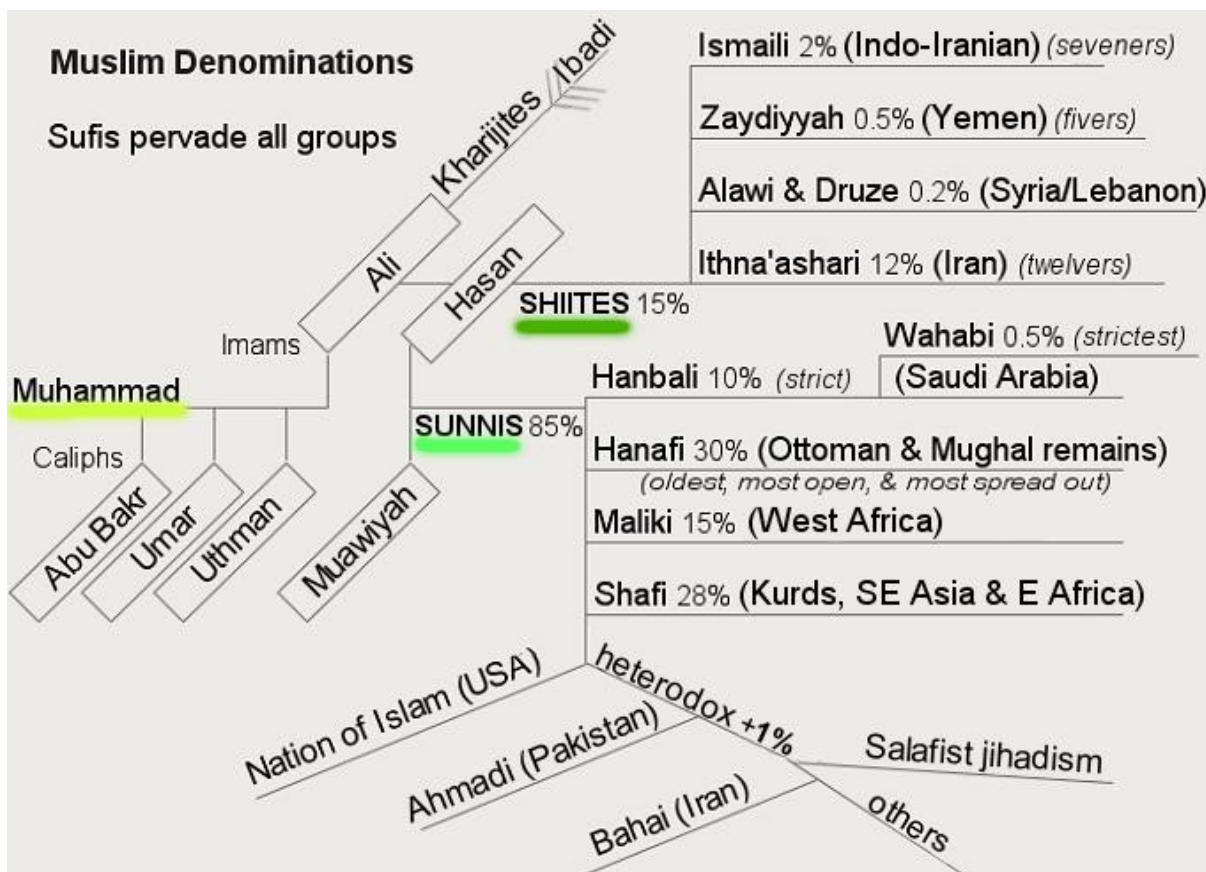 Muslim Denominations
Sufis pervade all groups
Kharijites
Ibadi
Ali
Hasan
Imams
Muhammad
Caliphs
Abu Bakr
Umar
Uthman
Muawiyah
SHIITES 15%
Ismaili 2% (Indo-Iranian) (seveners)
Zaydiyyah 0.5% (Yemen) (fivers)
Alawi & Druze 0.2% (Syria/Lebanon)
Ithna'ashari 12% (Iran) (twelvers)
SUNNIS 85%
Wahabi 0.5% (strictest)
Hanbali 10% (strict)
(Saudi Arabia)
Hanafi 30% (Ottoman & Mughal remains)
(oldest, most open, & most spread out)
Maliki 15% (West Africa)
Shafi 28% (Kurds, SE Asia & E Africa)
Nation of Islam (USA)
heterodox +1%
Ahmadi (Pakistan)
Salafist jihadism
Bahai (Iran)
others